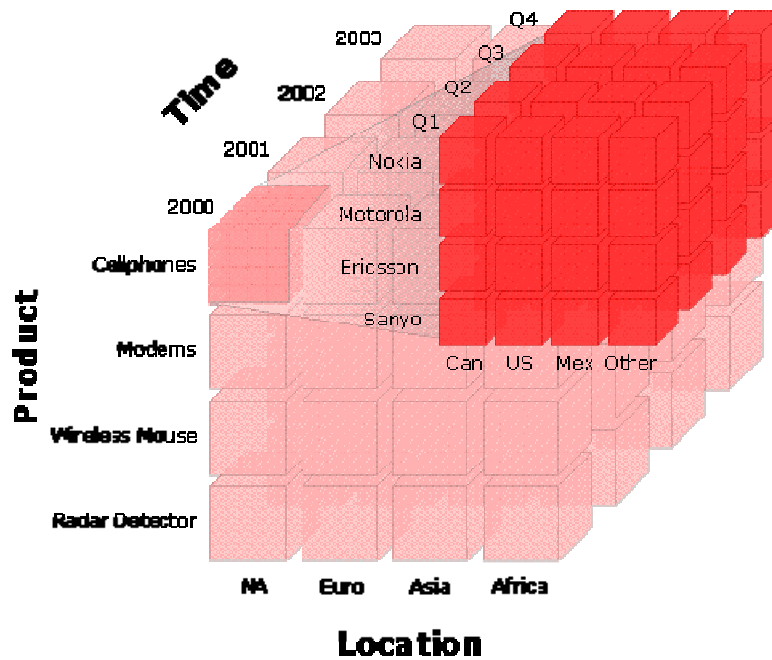 Time
2003
2002
2001
2000
Q4
Q3
Q2
Q1
Nokia
Motorola
Ericsson
Sanyo
Can US Mex Other
Product
Cellphones
Modems
Wireless Mouse
Radar Detector
NA Euro Asia Africa
Location